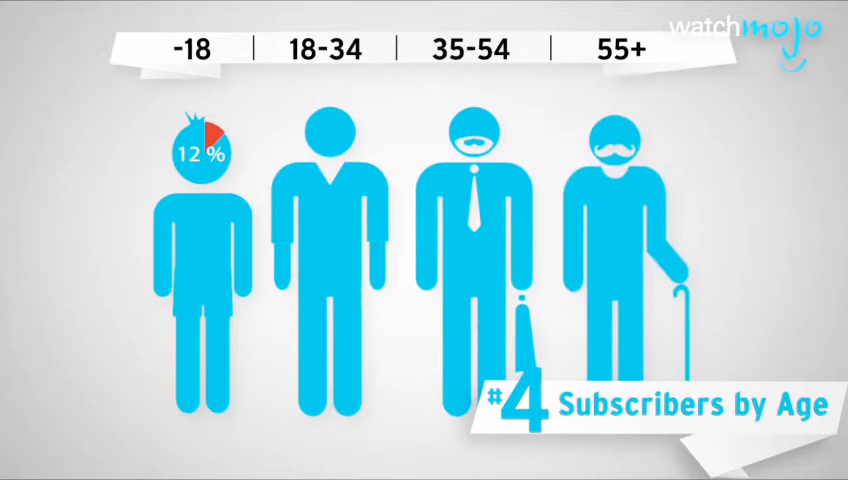 watchmojo
-18 | 18-34 | 35-54 | 55+
12 %
#4 Subscribers by Age